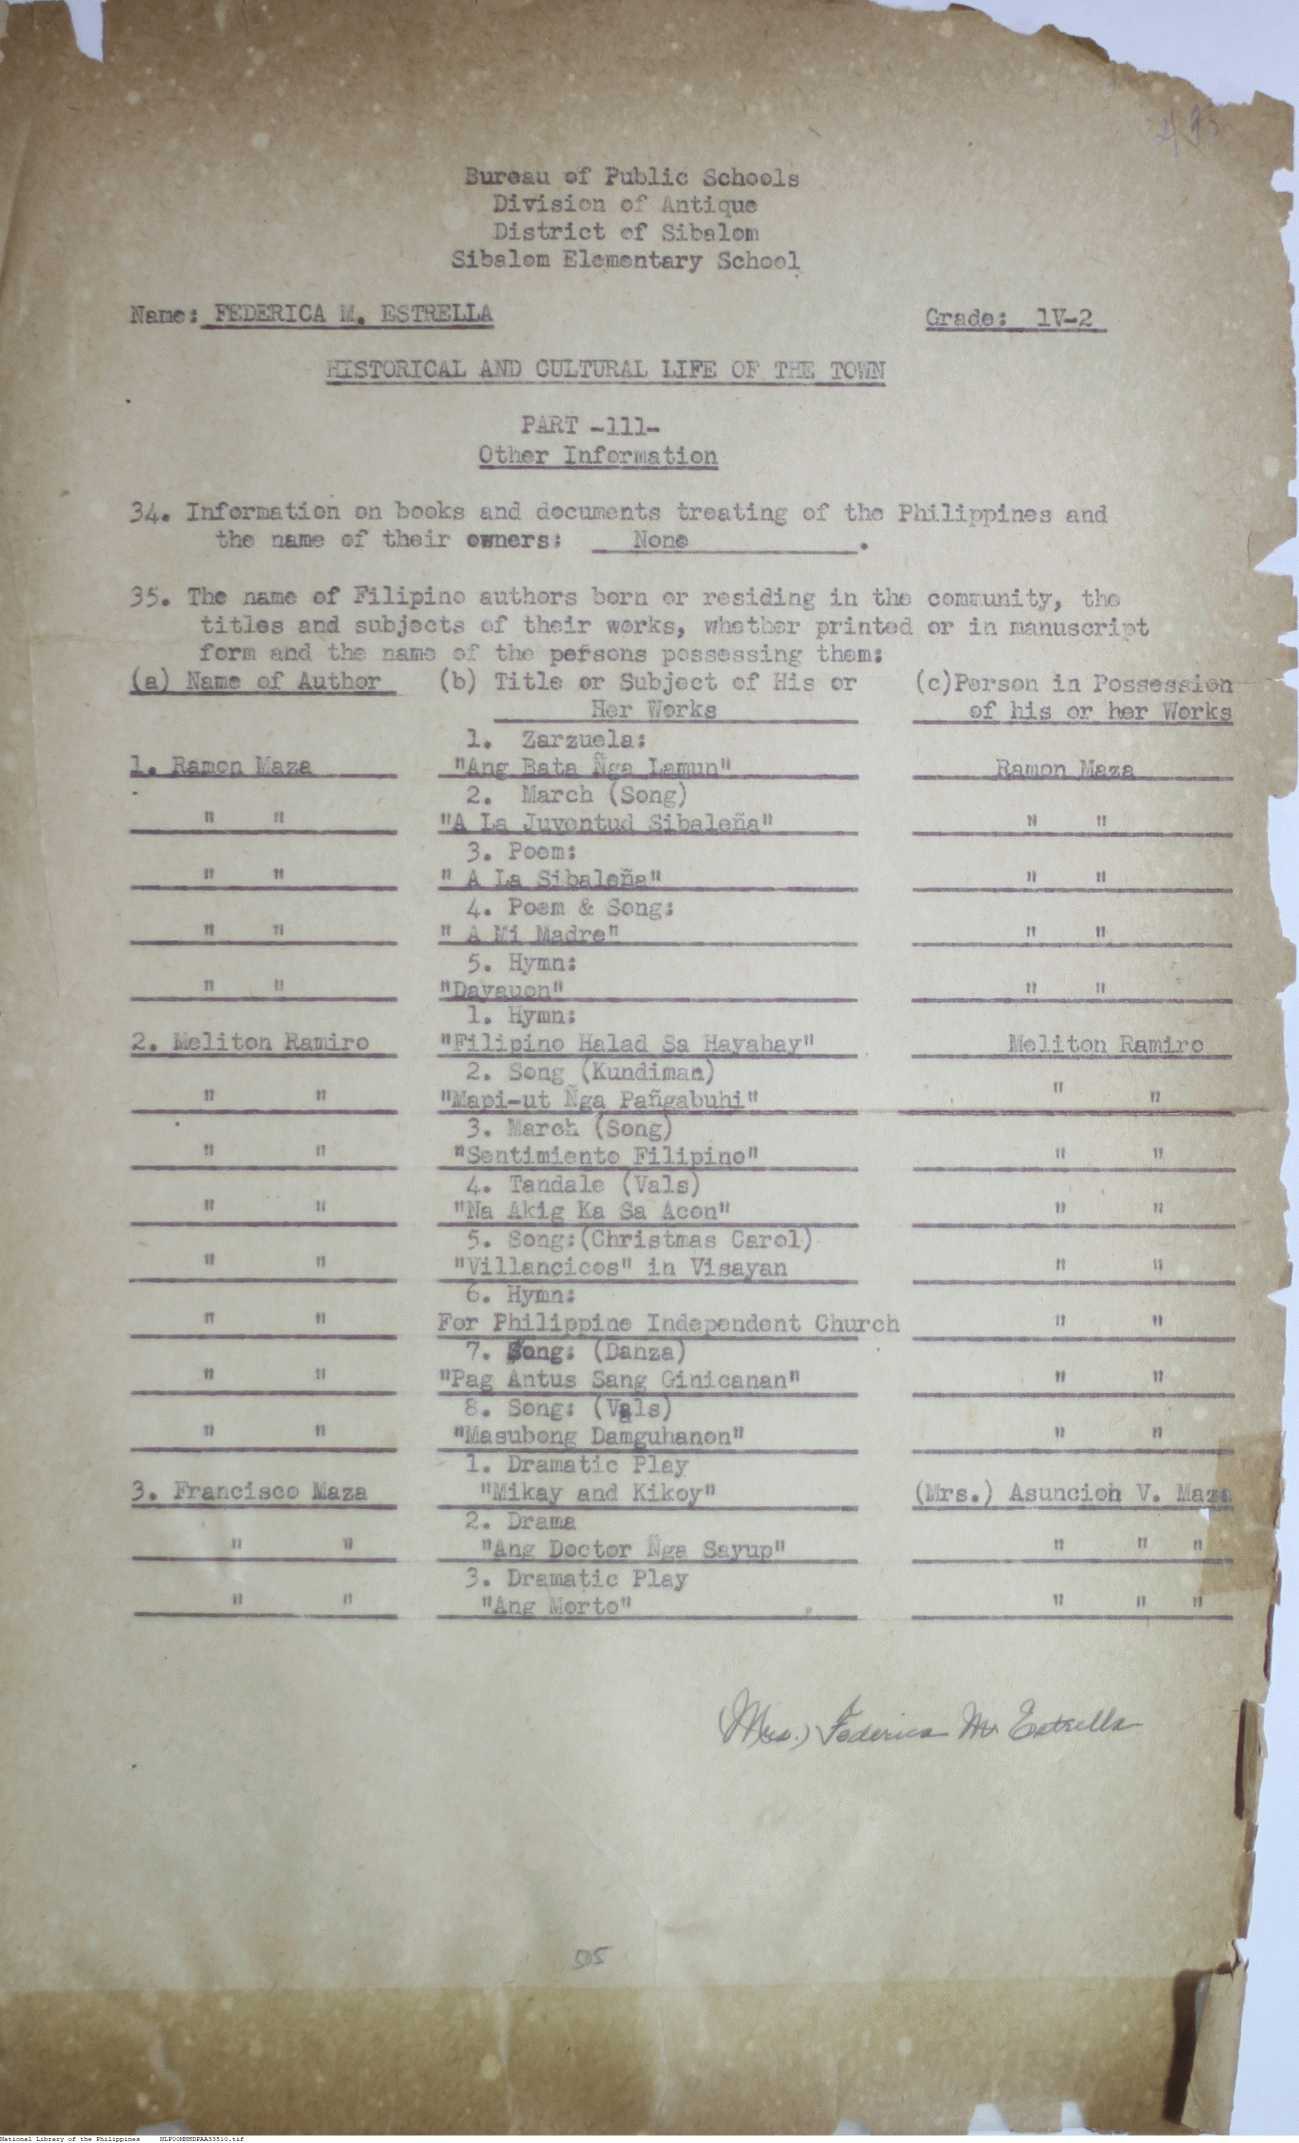 Bureau of Public Schools
Division of Antique
District of Sibalom
Sibalom Elementary School
Name: FEDERICA M. ESTRELLA Grade: 1V-2
HISTORICAL AND CULTURAL LIFE OF THE TOWN
PART -111-
Other Information
34. Information on books and documents treating of the Philippines and
the name of their owners: None .
35. The name of Filipino authors born or residing in the community, the
titles and subjects of their works, whether printed or in manuscript
form and the name of the persons possessing them:
(a) Name of Author (b) Title or Subject of His or (c)Person in Possession
Her Works of his or her Works
1. Zarzuela:
1. Ramon Maza "Ang Bata Ñga Lamun" Ramon Maza
2. March (Song)
" " "A La Juventud Sibaleña" " "
3. Poem:
" " " A La Sibaleña" " "
4. Poem & Song:
" " " A Mi Madre" " "
5. Hymn:
" " "Dayauon" " "
1. Hymn:
2. Meliton Ramiro "Filipino Halad Sa Hayahay" Meliton Ramiro
2. Song (Kundiman)
" " "Mapi-ut Ñga Pañgabuhi" " "
3. March (Song)
" " "Sentimiento Filipino" " "
4. Tandale (Vals)
" " "Na Akig Ka Sa Acon" " "
5. Song:(Christmas Carol)
" " "Villancicos" in Visayan " "
6. Hymn:
" " For Philippine Independent Church " "
7. Song: (Danza)
" " "Pag Antus Sang Ginicanan" " "
8. Song: (Vals)
" " "Masubong Damguhanon" " "
1. Dramatic Play
3. Francisco Maza "Mikay and Kikoy" (Mrs.) Asuncion V. Maza
2. Drama
" " "Ang Doctor Ñga Sayup" " " "
3. Dramatic Play
" " "Ang Morto" " " "
(Mrs.) Federica M. Estrella
505
National Library of the Philippines